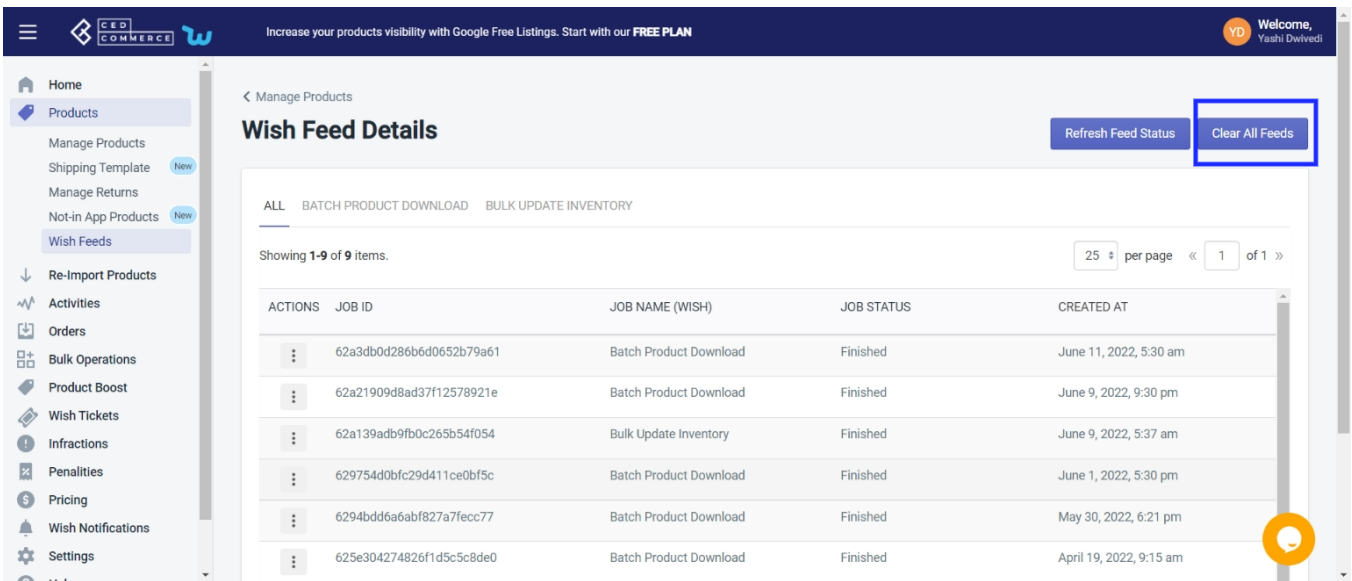 CED
COMMERCE
Increase your products visibility with Google Free Listings. Start with our FREE PLAN
YD
Welcome,
Yashi Dwivedi
Home
Products
Manage Products
Shipping Template New
Manage Returns
Not-in App Products New
Wish Feeds
Re-Import Products
Activities
Orders
Bulk Operations
Product Boost
Wish Tickets
Infractions
Penalities
Pricing
Wish Notifications
Settings
Manage Products
Wish Feed Details
Refresh Feed Status Clear All Feeds
ALL BATCH PRODUCT DOWNLOAD BULK UPDATE INVENTORY
Showing 1-9 of 9 items. 25 per page « 1 of 1 »
ACTIONS JOB ID JOB NAME (WISH) JOB STATUS CREATED AT
62a3db0d286b6d0652b79a61 Batch Product Download Finished June 11, 2022, 5:30 am
62a21909d8ad37f12578921e Batch Product Download Finished June 9, 2022, 9:30 pm
62a139adb9fb0c265b54f054 Bulk Update Inventory Finished June 9, 2022, 5:37 am
629754d0bfc29d411ce0bf5c Batch Product Download Finished June 1, 2022, 5:30 pm
6294bdd6a6abf827a7fecc77 Batch Product Download Finished May 30, 2022, 6:21 pm
625e304274826f1d5c5c8de0 Batch Product Download Finished April 19, 2022, 9:15 am